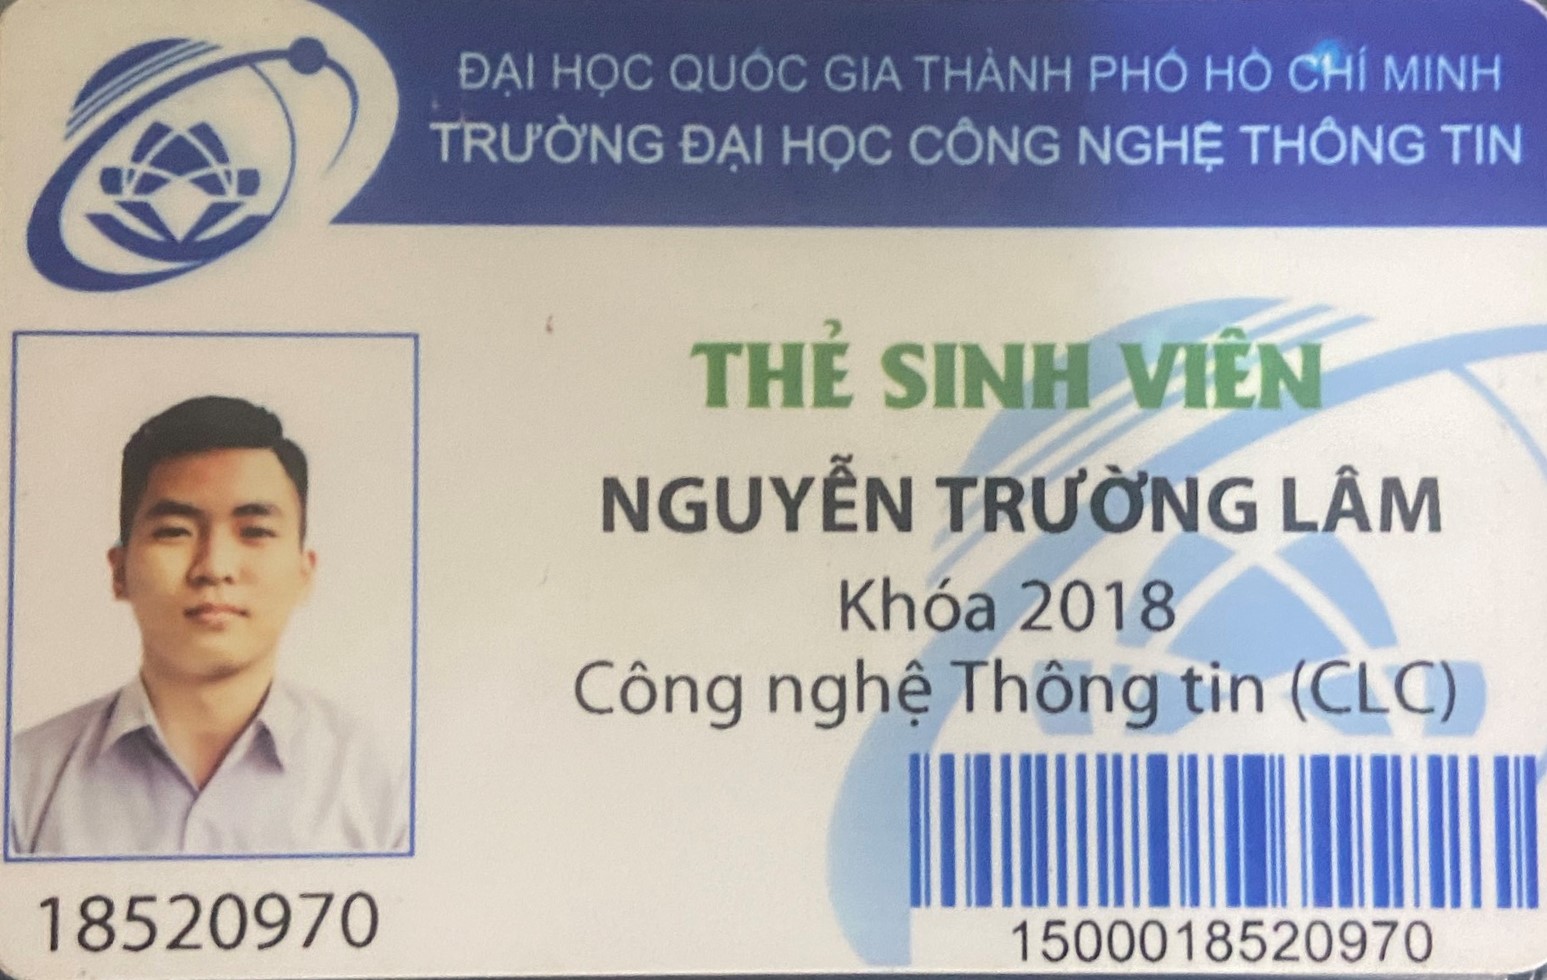 ĐẠI HỌC QUỐC GIA THÀNH PHỐ HỒ CHÍ MINH
TRƯỜNG ĐẠI HỌC CÔNG NGHỆ THÔNG TIN
THẺ SINH VIÊN
NGUYỄN TRƯỜNG LÂM
Khóa 2018
Công nghệ Thông tin (CLC)
18520970
1500018520970